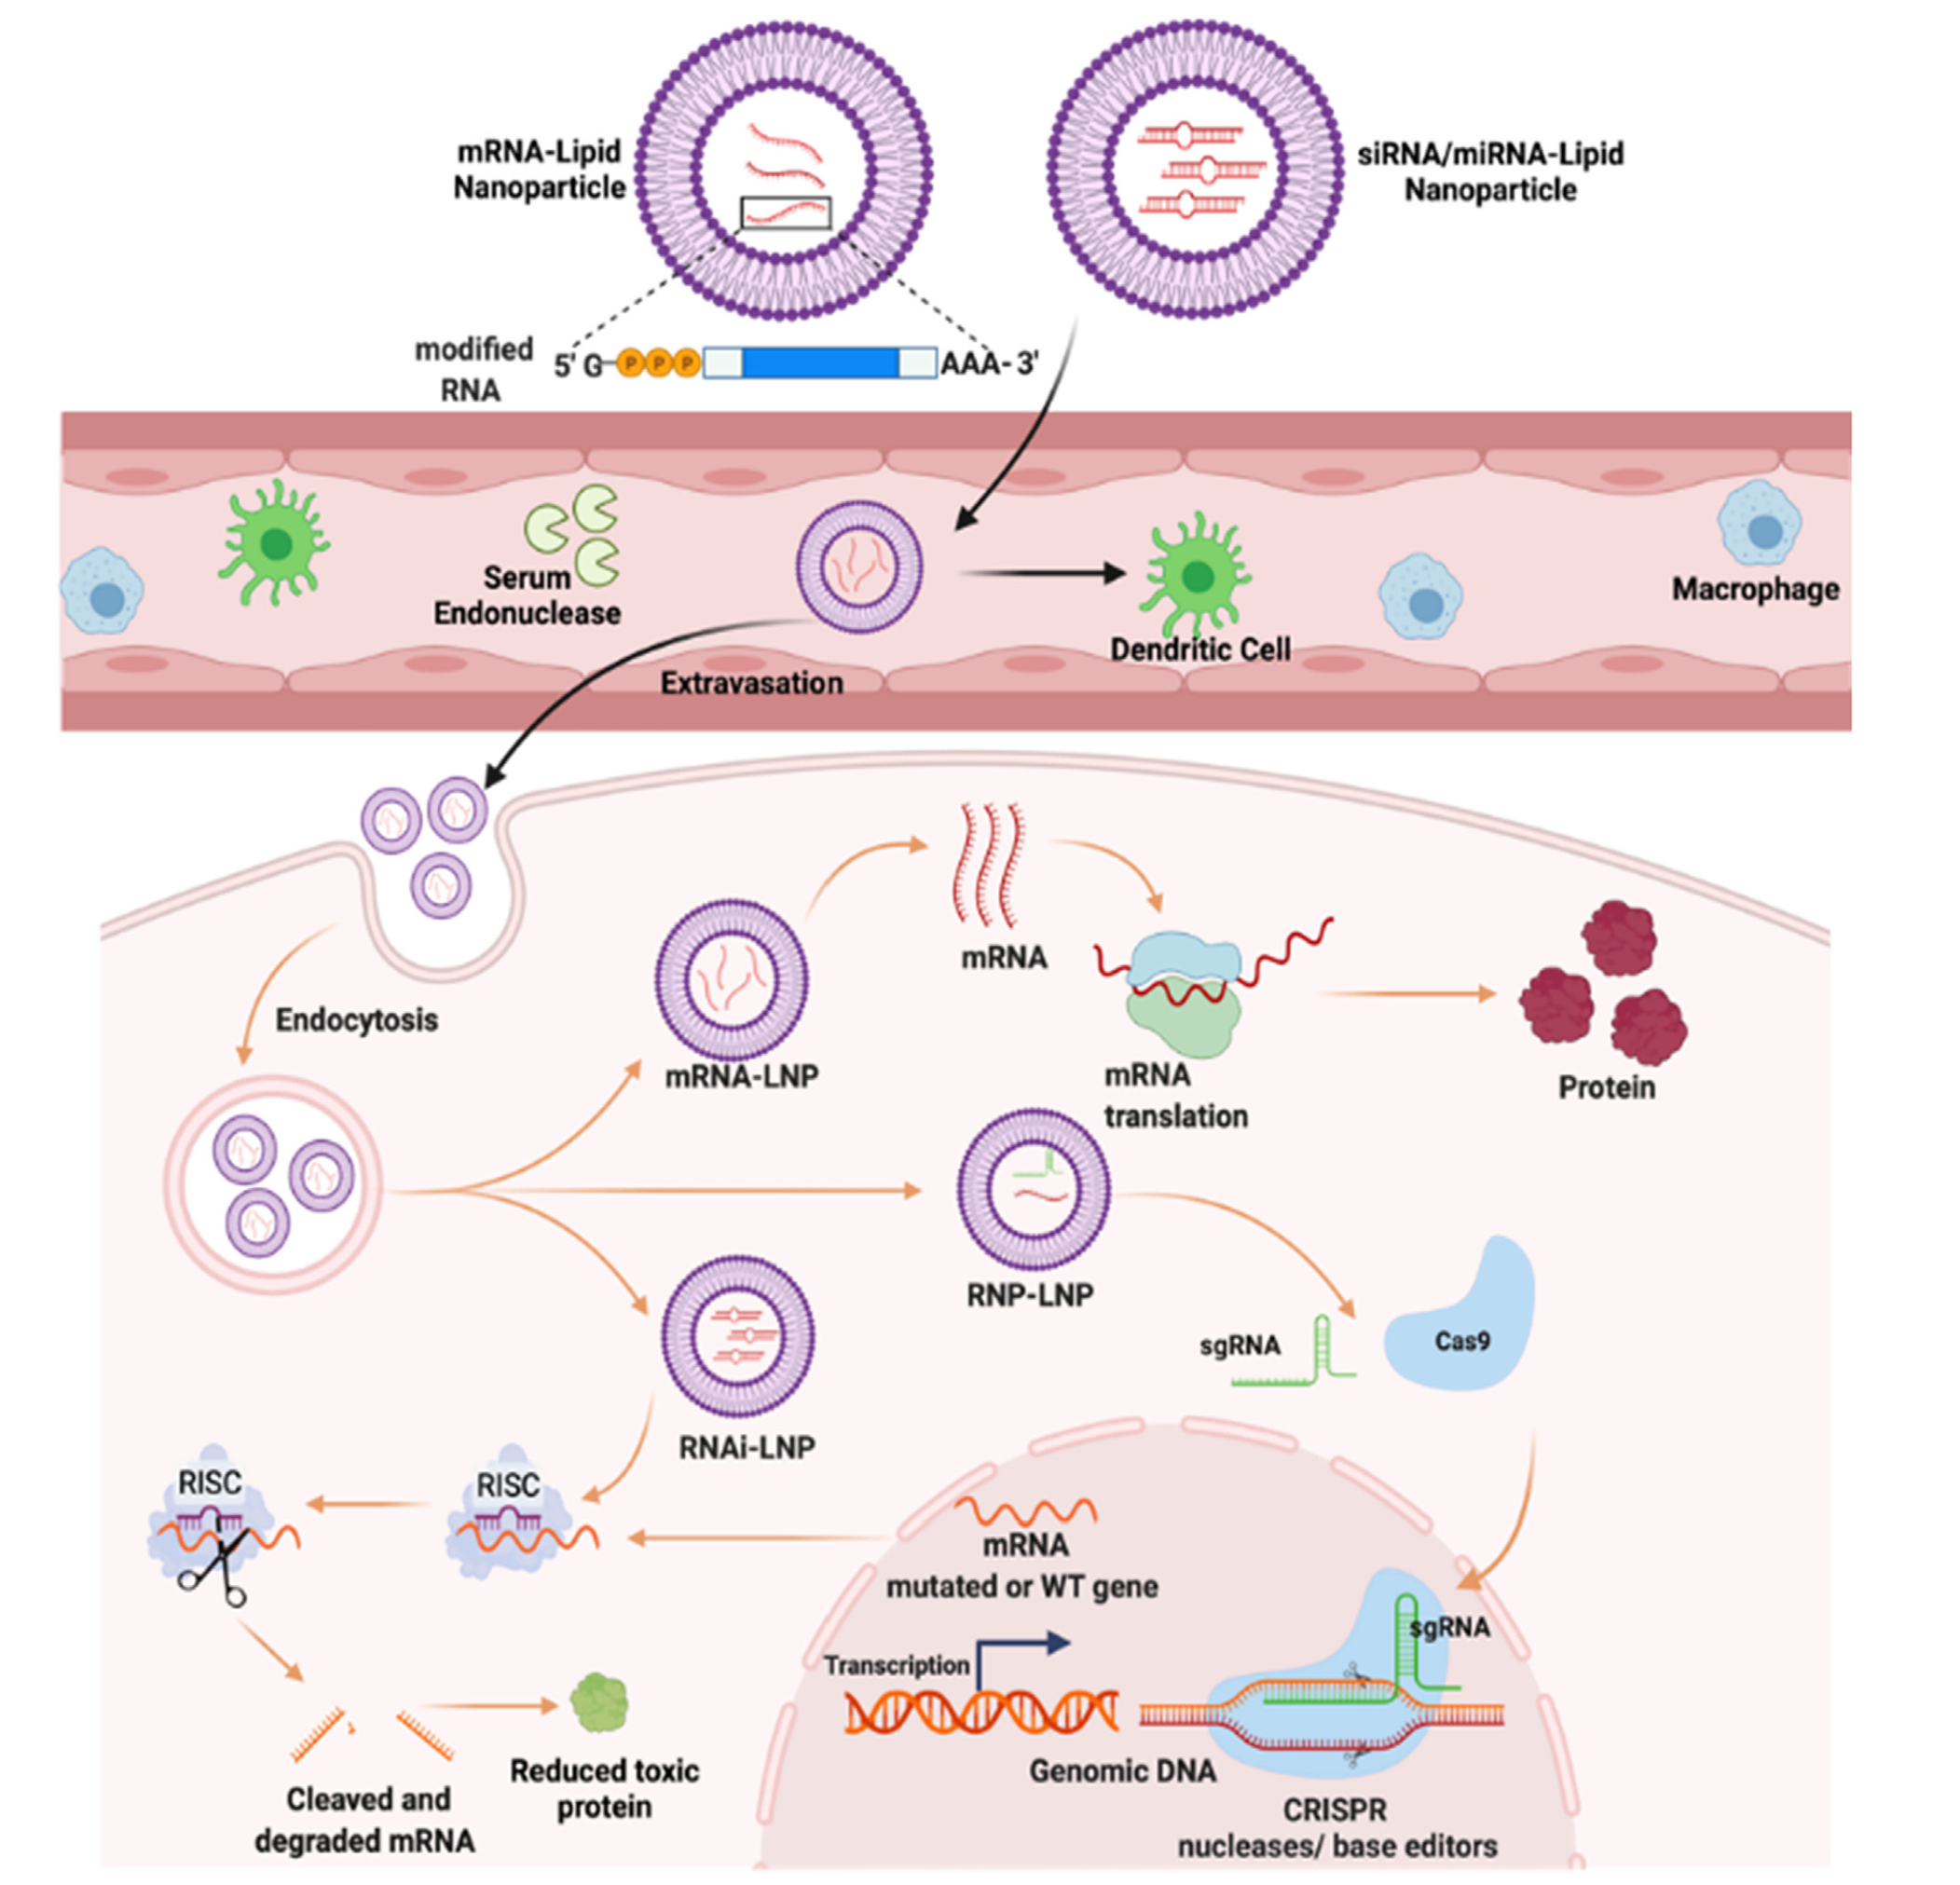 mRNA-Lipid
Nanoparticle
siRNA/miRNA-Lipid
Nanoparticle
modified
RNA
5' G
P P P
AAA- 3'
Serum
Endonuclease
Macrophage
Dendritic Cell
Extravasation
mRNA
Endocytosis
mRNA-LNP
mRNA
translation
Protein
RNP-LNP
sgRNA
Cas9
RNAi-LNP
RISC
RISC
mRNA
mutated or WT gene
sgRNA
Transcription
Genomic DNA
Reduced toxic
protein
Cleaved and
degraded mRNA
CRISPR
nucleases/ base editors